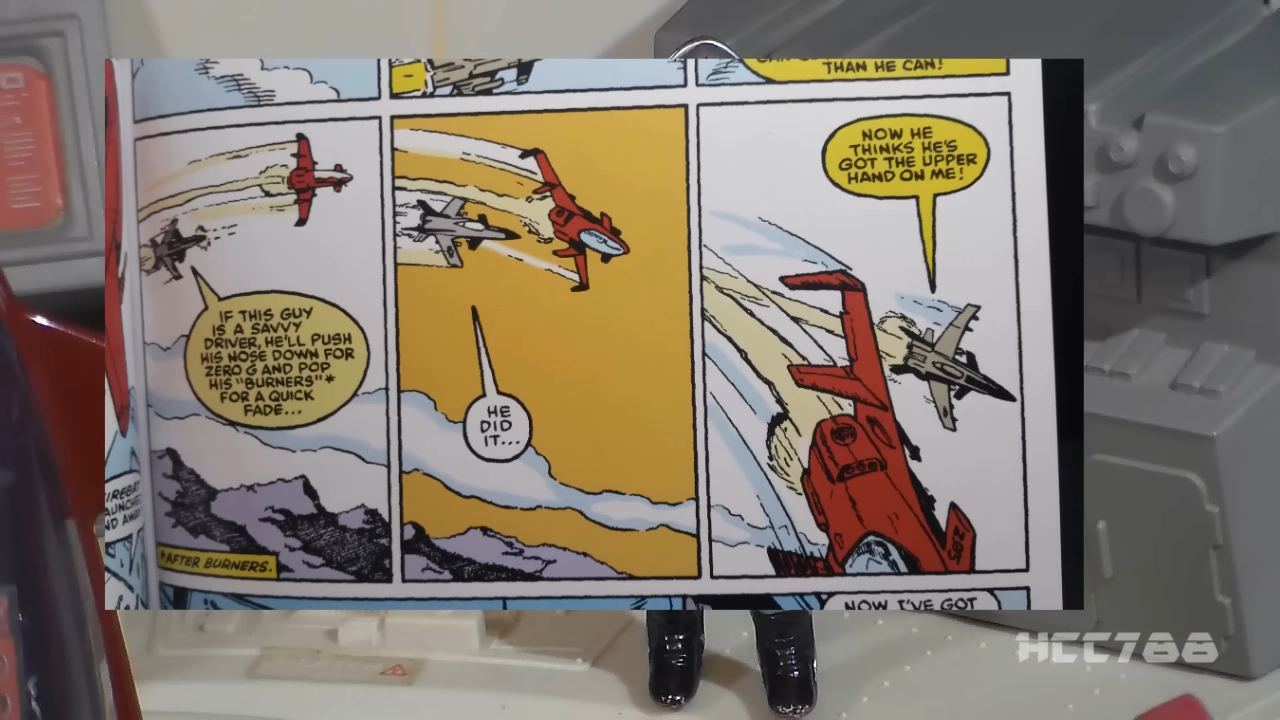 THAN HE CAN!
IF THIS GUY
IS A SAVVY
DRIVER, HE'LL PUSH
HIS NOSE DOWN FOR
ZERO G AND POP
HIS "BURNERS"*
FOR A QUICK
FADE...
*AFTER BURNERS.
HE
DID
IT...
NOW HE
THINKS HE'S
GOT THE UPPER
HAND ON ME!
NOW I'VE GOT
HCC788